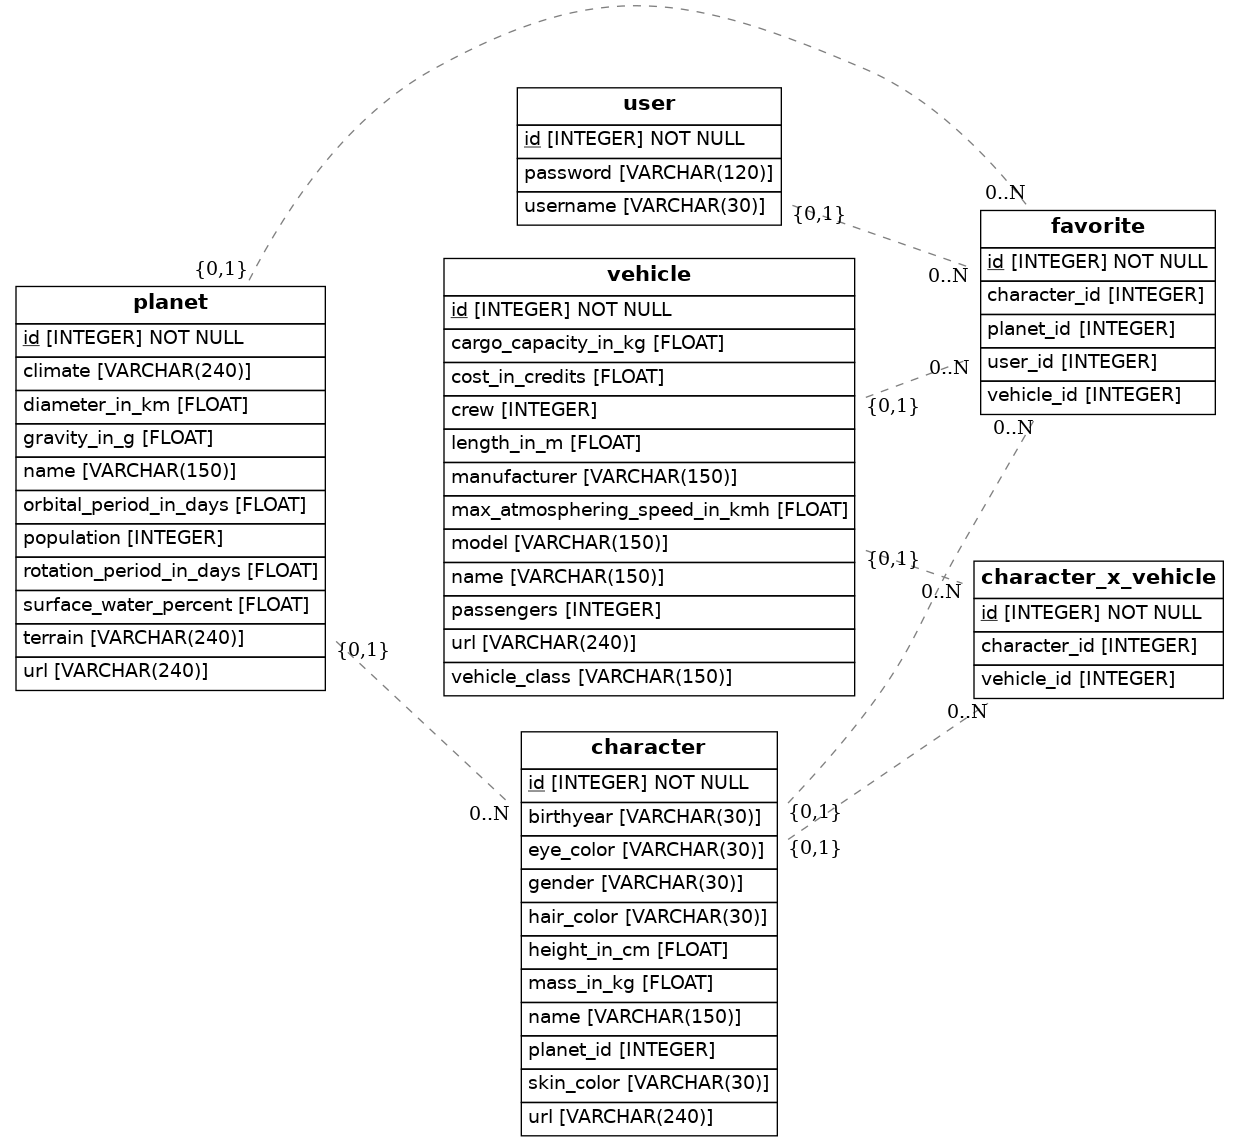 user
id [INTEGER] NOT NULL
password [VARCHAR(120)]
username [VARCHAR(30)]
{0,1}
0..N
0..N
favorite
id [INTEGER] NOT NULL
character_id [INTEGER]
planet_id [INTEGER]
user_id [INTEGER]
vehicle_id [INTEGER]
{0,1}
planet
id [INTEGER] NOT NULL
climate [VARCHAR(240)]
diameter_in_km [FLOAT]
gravity_in_g [FLOAT]
name [VARCHAR(150)]
orbital_period_in_days [FLOAT]
population [INTEGER]
rotation_period_in_days [FLOAT]
surface_water_percent [FLOAT]
terrain [VARCHAR(240)]
url [VARCHAR(240)]
vehicle
id [INTEGER] NOT NULL
cargo_capacity_in_kg [FLOAT]
cost_in_credits [FLOAT]
crew [INTEGER]
length_in_m [FLOAT]
manufacturer [VARCHAR(150)]
max_atmosphering_speed_in_kmh [FLOAT]
model [VARCHAR(150)]
name [VARCHAR(150)]
passengers [INTEGER]
url [VARCHAR(240)]
vehicle_class [VARCHAR(150)]
0..N
{0,1}
0..N
{0,1}
0..N
character_x_vehicle
id [INTEGER] NOT NULL
character_id [INTEGER]
vehicle_id [INTEGER]
{0,1}
0..N
0..N
character
id [INTEGER] NOT NULL
birthyear [VARCHAR(30)]
eye_color [VARCHAR(30)]
gender [VARCHAR(30)]
hair_color [VARCHAR(30)]
height_in_cm [FLOAT]
mass_in_kg [FLOAT]
name [VARCHAR(150)]
planet_id [INTEGER]
skin_color [VARCHAR(30)]
url [VARCHAR(240)]
{0,1}
{0,1}